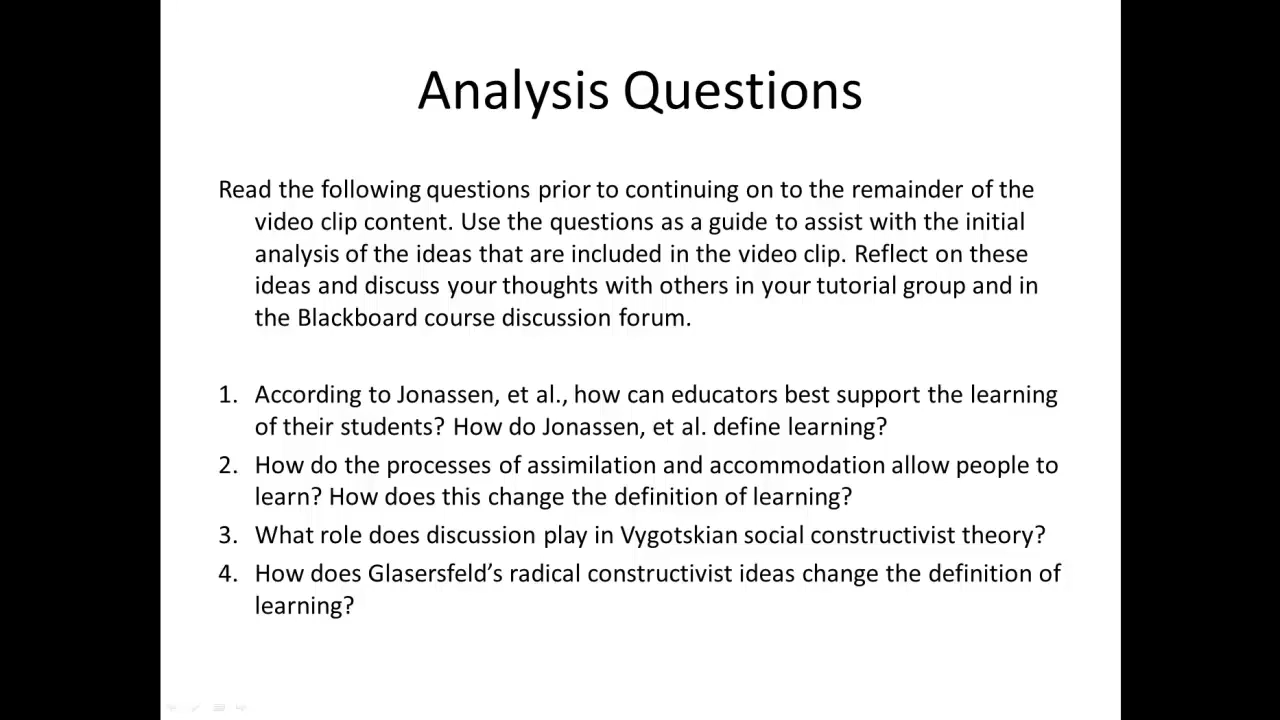 Analysis Questions
Read the following questions prior to continuing on to the remainder of the
video clip content. Use the questions as a guide to assist with the initial
analysis of the ideas that are included in the video clip. Reflect on these
ideas and discuss your thoughts with others in your tutorial group and in
the Blackboard course discussion forum.
1. According to Jonassen, et al., how can educators best support the learning
of their students? How do Jonassen, et al. define learning?
2. How do the processes of assimilation and accommodation allow people to
learn? How does this change the definition of learning?
3. What role does discussion play in Vygotskian social constructivist theory?
4. How does Glasersfeld’s radical constructivist ideas change the definition of
learning?